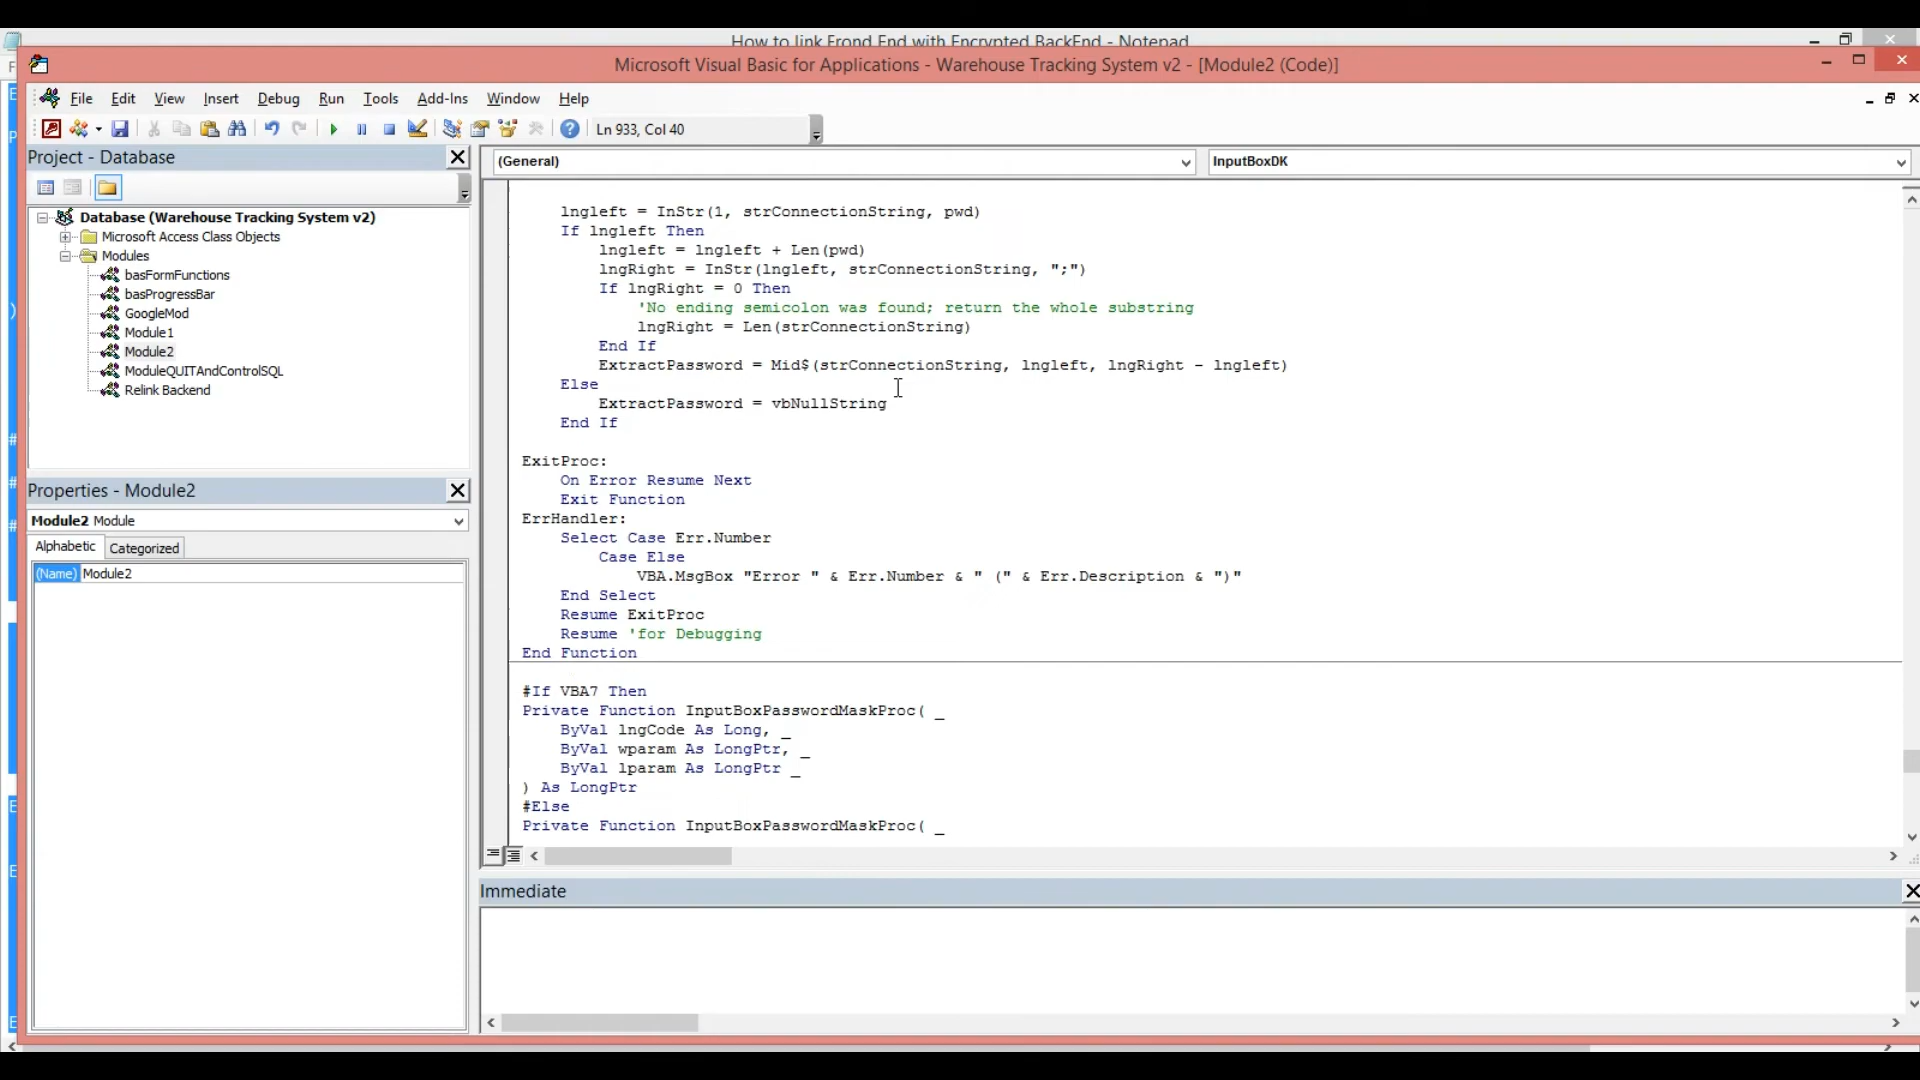 How to link Frond End with Encrypted BackEnd - Notepad
Microsoft Visual Basic for Applications - Warehouse Tracking System v2 - [Module2 (Code)]
File Edit View Insert Debug Run Tools Add-Ins Window Help
Ln 933, Col 40
Project - Database
(General)
InputBoxDK
Database (Warehouse Tracking System v2)
Microsoft Access Class Objects
Modules
basFormFunctions
basProgressBar
GoogleMod
Module1
Module2
ModuleQUITAndControlSQL
Relink Backend
Properties - Module2
Module2 Module
Alphabetic Categorized
(Name) Module2
lngleft = InStr(1, strConnectionString, pwd)
If lngleft Then
lngleft = lngleft + Len(pwd)
lngRight = InStr(lngleft, strConnectionString, ";")
If lngRight = 0 Then
'No ending semicolon was found; return the whole substring
lngRight = Len(strConnectionString)
End If
ExtractPassword = Mid$(strConnectionString, lngleft, lngRight - lngleft)
Else
ExtractPassword = vbNullString
End If
ExitProc:
On Error Resume Next
Exit Function
ErrHandler:
Select Case Err.Number
Case Else
VBA.MsgBox "Error " & Err.Number & " (" & Err.Description & ")"
End Select
Resume ExitProc
Resume 'for Debugging
End Function
#If VBA7 Then
Private Function InputBoxPasswordMaskProc( _
ByVal lngCode As Long, _
ByVal wparam As LongPtr, _
ByVal lparam As LongPtr _
) As LongPtr
#Else
Private Function InputBoxPasswordMaskProc( _
Immediate